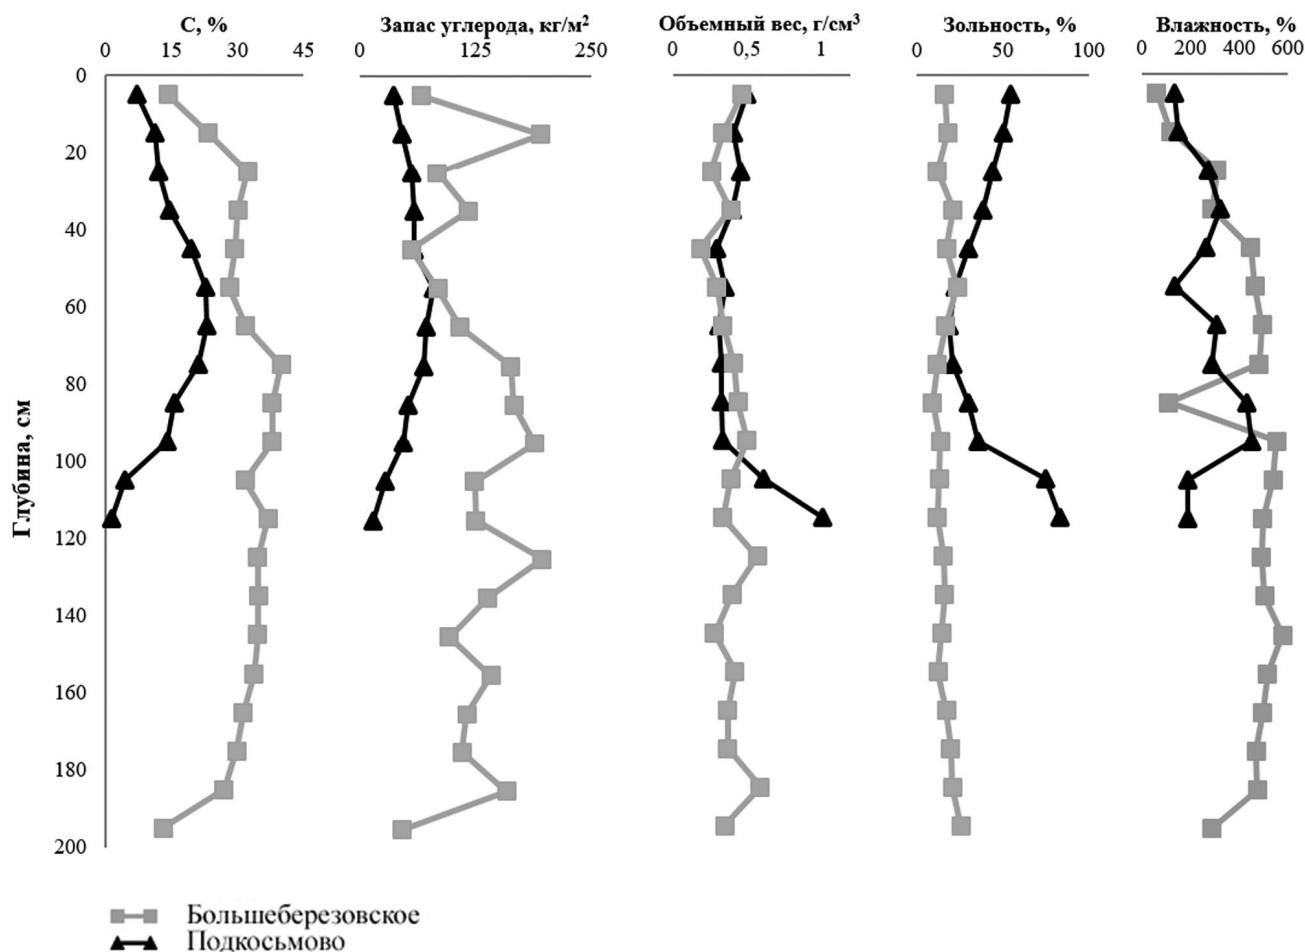 С, %
0 15 30 45
Запас углерода, кг/м²
0 125 250
Объемный вес, г/см³
0 0,5 1
Зольность, %
0 100
Влажность, %
0 200 400 600
Глубина, см
0
20
40
60
80
100
120
140
160
180
200
Большеберезовское
Подкосьмово